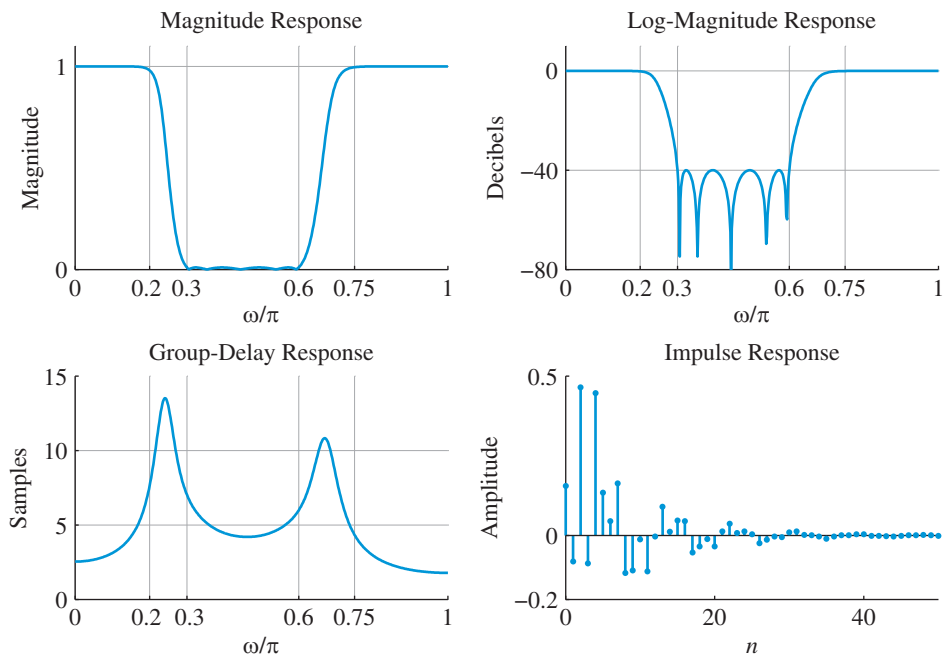 Magnitude Response
1
Magnitude
0
0 0.2 0.3 0.6 0.75 1
ω/π
Log-Magnitude Response
0
Decibels
−40
−80
0 0.2 0.3 0.6 0.75 1
ω/π
Group-Delay Response
15
10
Samples
5
0
0 0.2 0.3 0.6 0.75 1
ω/π
Impulse Response
0.5
Amplitude
0
−0.2
0 20 40
n